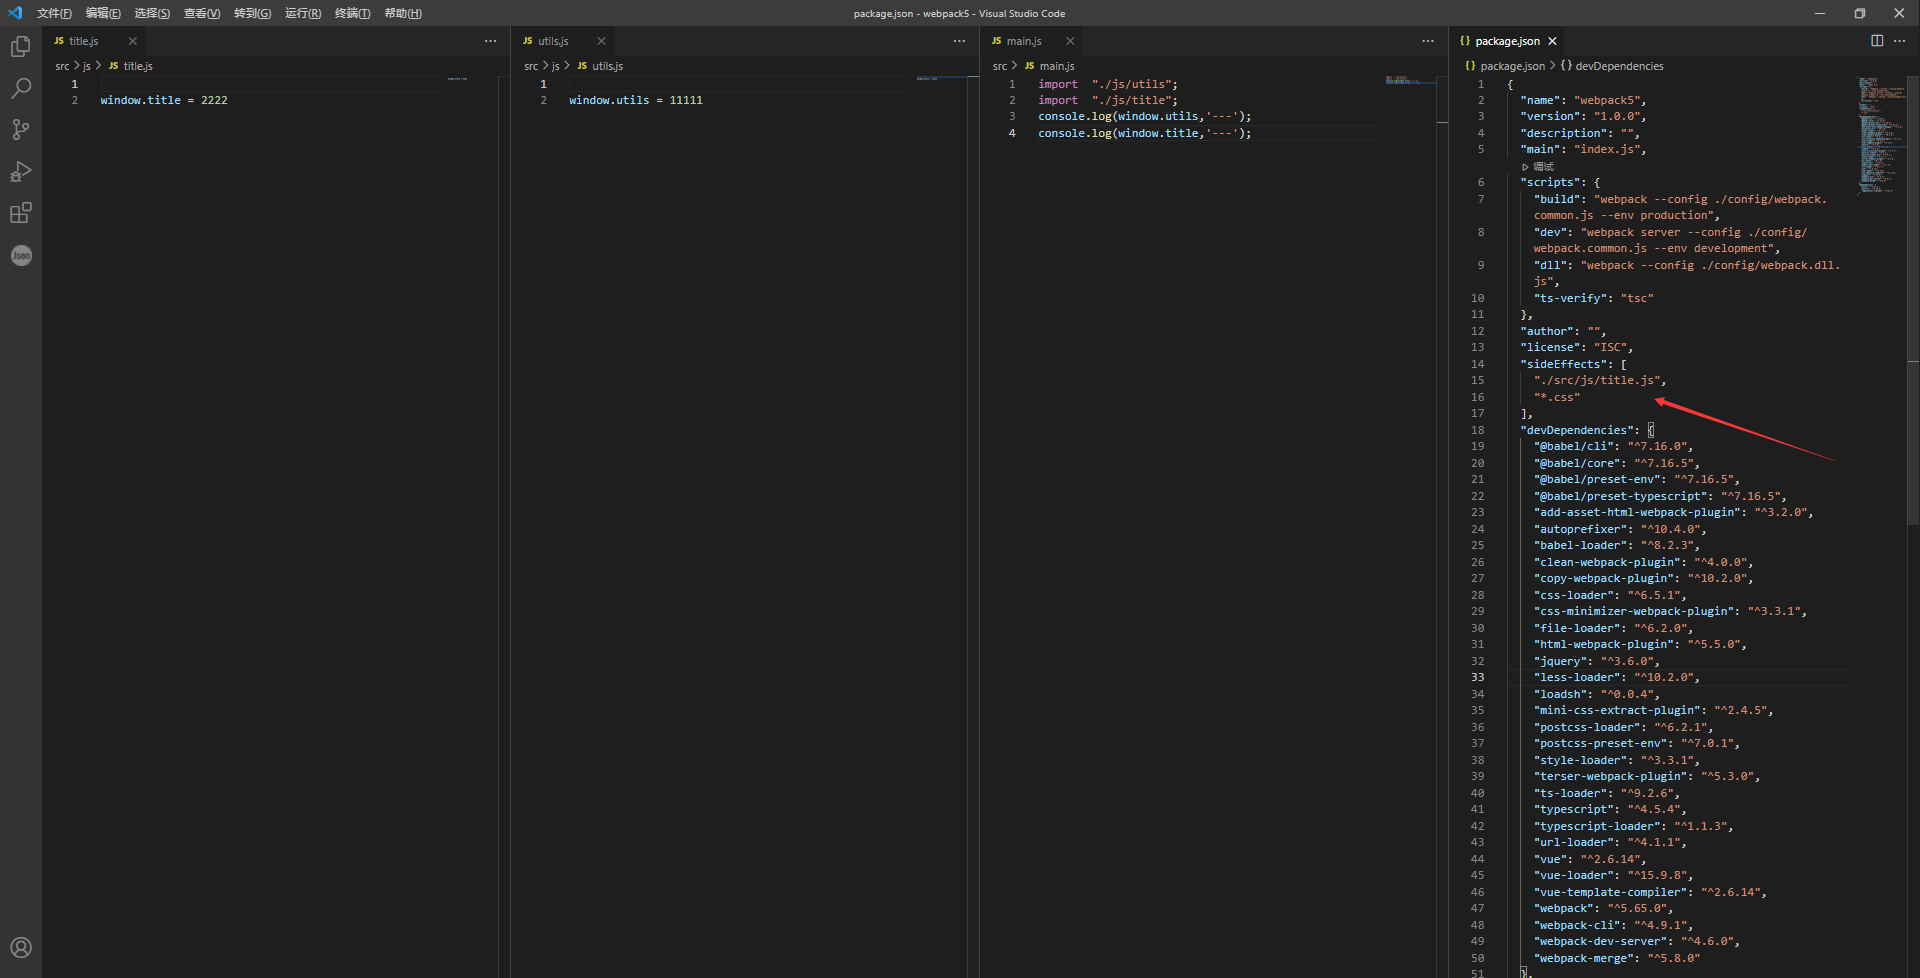 文件(F) 编辑(E) 选择(S) 查看(V) 转到(G) 运行(R) 终端(T) 帮助(H)
package.json - webpack5 - Visual Studio Code
JS title.js
src > js > JS title.js
1
2 window.title = 2222
JS utils.js
src > js > JS utils.js
1
2 window.utils = 11111
JS main.js
src > JS main.js
1 import "./js/utils";
2 import "./js/title";
3 console.log(window.utils,'---');
4 console.log(window.title,'---');
{} package.json
{} package.json > {} devDependencies
1 {
2 "name": "webpack5",
3 "version": "1.0.0",
4 "description": "",
5 "main": "index.js",
调试
6 "scripts": {
7 "build": "webpack --config ./config/webpack.
common.js --env production",
8 "dev": "webpack server --config ./config/
webpack.common.js --env development",
9 "dll": "webpack --config ./config/webpack.dll.
js",
10 "ts-verify": "tsc"
11 },
12 "author": "",
13 "license": "ISC",
14 "sideEffects": [
15 "./src/js/title.js",
16 "*.css"
17 ],
18 "devDependencies": {
19 "@babel/cli": "^7.16.0",
20 "@babel/core": "^7.16.5",
21 "@babel/preset-env": "^7.16.5",
22 "@babel/preset-typescript": "^7.16.5",
23 "add-asset-html-webpack-plugin": "^3.2.0",
24 "autoprefixer": "^10.4.0",
25 "babel-loader": "^8.2.3",
26 "clean-webpack-plugin": "^4.0.0",
27 "copy-webpack-plugin": "^10.2.0",
28 "css-loader": "^6.5.1",
29 "css-minimizer-webpack-plugin": "^3.3.1",
30 "file-loader": "^6.2.0",
31 "html-webpack-plugin": "^5.5.0",
32 "jquery": "^3.6.0",
33 "less-loader": "^10.2.0",
34 "loadsh": "^0.0.4",
35 "mini-css-extract-plugin": "^2.4.5",
36 "postcss-loader": "^6.2.1",
37 "postcss-preset-env": "^7.0.1",
38 "style-loader": "^3.3.1",
39 "terser-webpack-plugin": "^5.3.0",
40 "ts-loader": "^9.2.6",
41 "typescript": "^4.5.4",
42 "typescript-loader": "^1.1.3",
43 "url-loader": "^4.1.1",
44 "vue": "^2.6.14",
45 "vue-loader": "^15.9.8",
46 "vue-template-compiler": "^2.6.14",
47 "webpack": "^5.65.0",
48 "webpack-cli": "^4.9.1",
49 "webpack-dev-server": "^4.6.0",
50 "webpack-merge": "^5.8.0"
51 },
Json